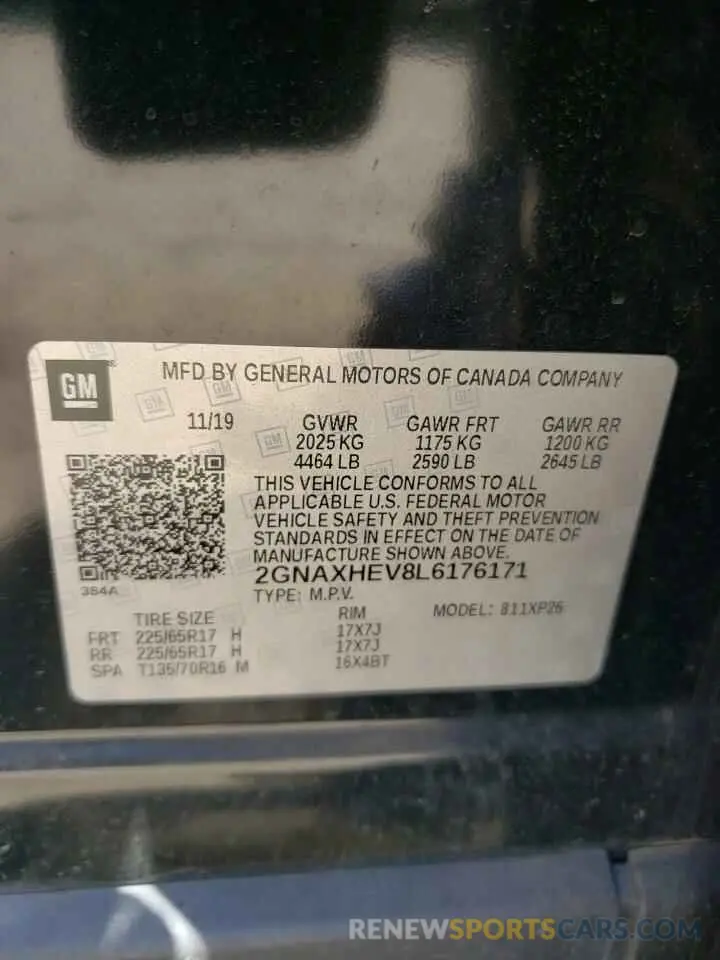 GM
MFD BY GENERAL MOTORS OF CANADA COMPANY
11/19 GVWR GAWR FRT GAWR RR
2025 KG 1175 KG 1200 KG
4464 LB 2590 LB 2645 LB
THIS VEHICLE CONFORMS TO ALL
APPLICABLE U.S. FEDERAL MOTOR
VEHICLE SAFETY AND THEFT PREVENTION
STANDARDS IN EFFECT ON THE DATE OF
MANUFACTURE SHOWN ABOVE.
2GNAXHEV8L6176171
384A
TYPE: M.P.V. MODEL: 811XP26
TIRE SIZE RIM
FRT 225/65R17 H 17X7J
RR 225/65R17 H 17X7J
SPA T135/70R16 M 16X4BT
RENEWSPORTSCARS.COM